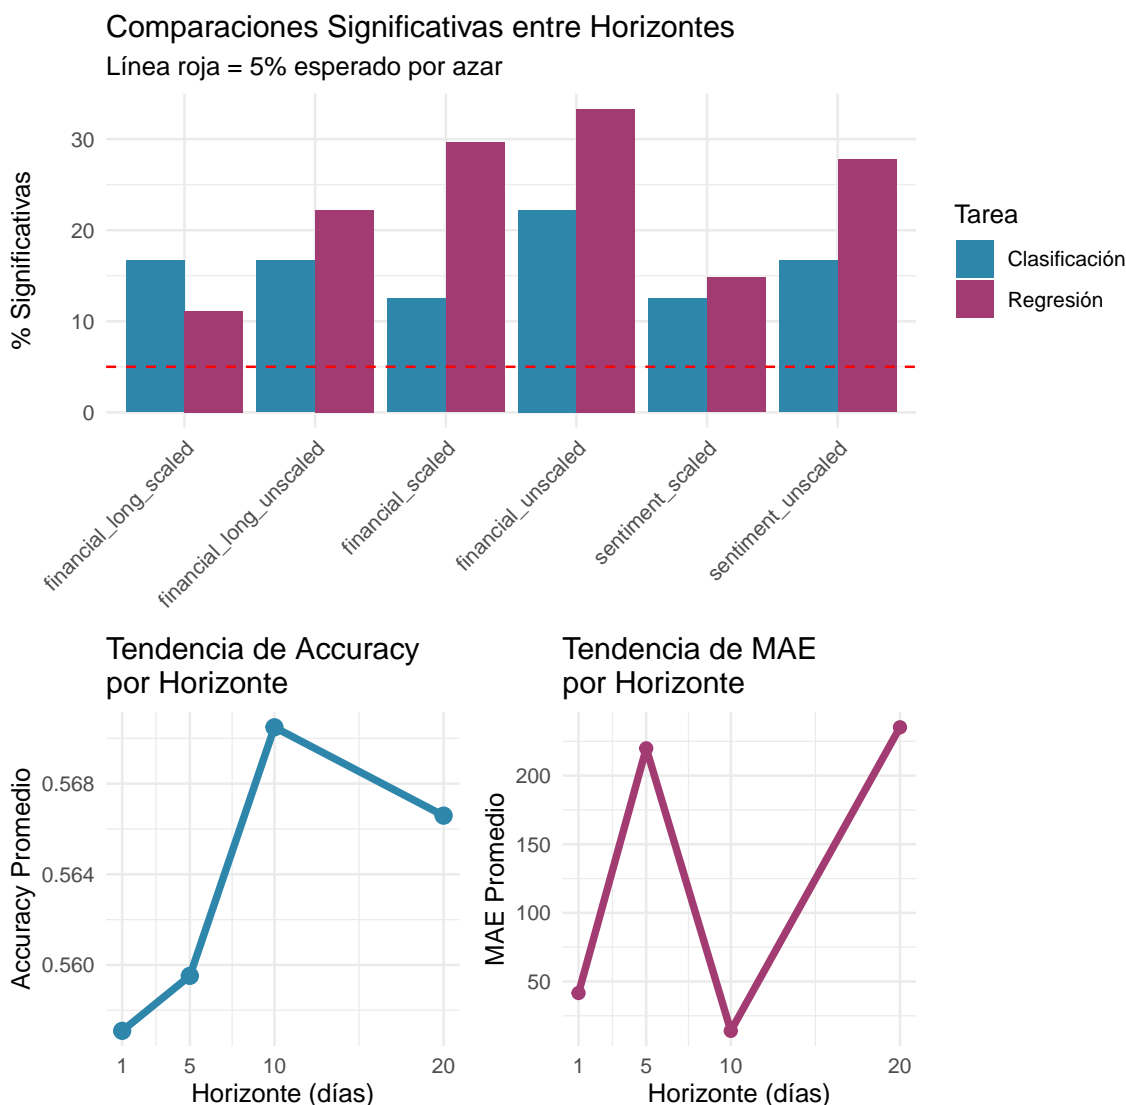 Comparaciones Significativas entre Horizontes
Línea roja = 5% esperado por azar
% Significativas
30
20
10
0
financial_long_scaled
financial_long_unscaled
financial_scaled
financial_unscaled
sentiment_scaled
sentiment_unscaled
Tarea
Clasificación
Regresión
Tendencia de Accuracy
por Horizonte
Accuracy Promedio
0.568
0.564
0.560
1
5
10
20
Horizonte (días)
Tendencia de MAE
por Horizonte
MAE Promedio
200
150
100
50
1
5
10
20
Horizonte (días)